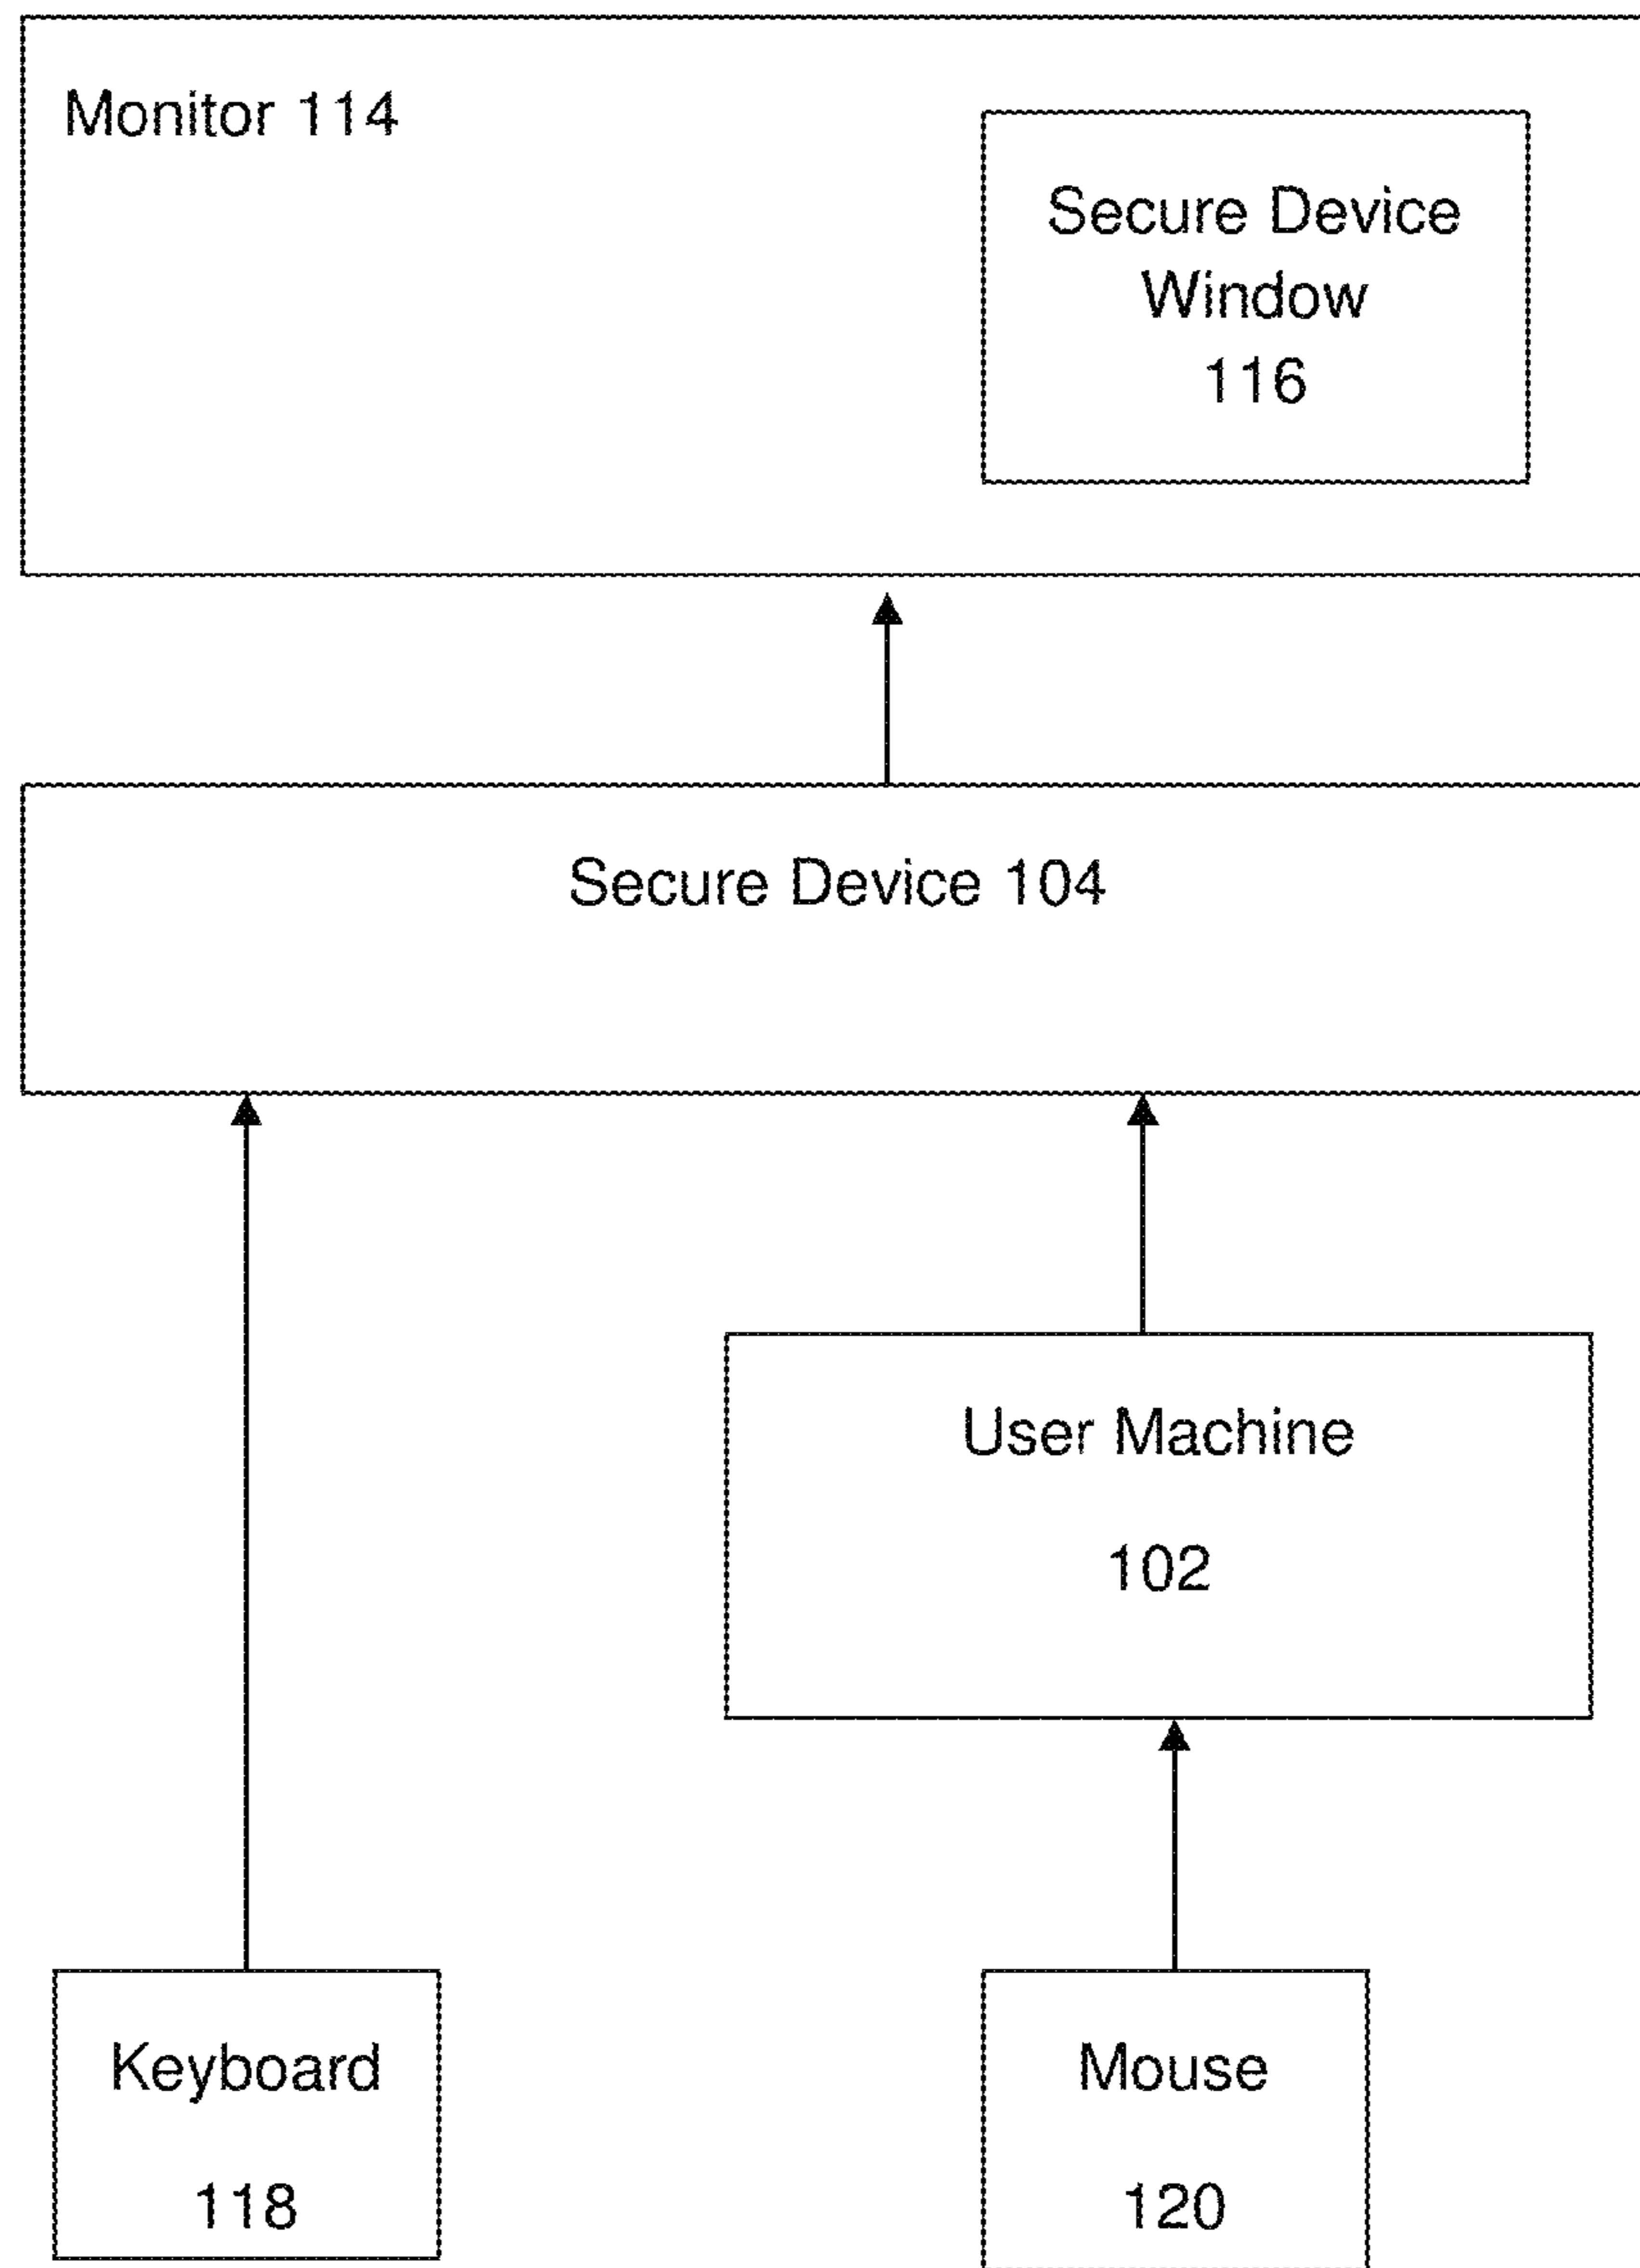 Monitor 114
Secure Device
Window
116
Secure Device 104
User Machine
102
Keyboard
118
Mouse
120